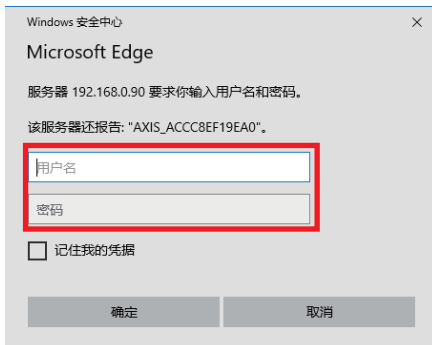 Windows 安全中心
Microsoft Edge
服务器 192.168.0.90 要求你输入用户名和密码。
该服务器还报告: "AXIS_ACCC8EF19EA0"。
用户名
密码
记住我的凭据
确定
取消